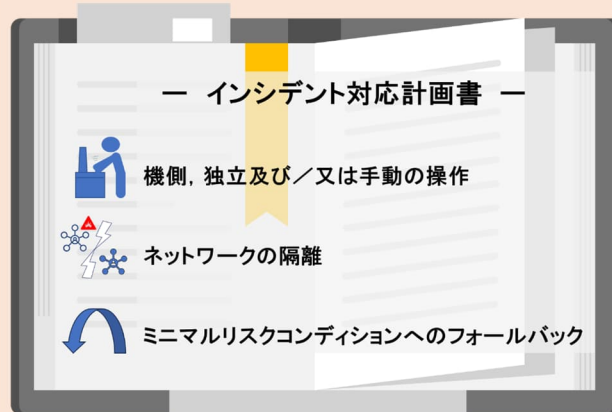 ー インシデント対応計画書 ー
機側，独立及び／又は手動の操作
ネットワークの隔離
ミニマルリスクコンディションへのフォールバック